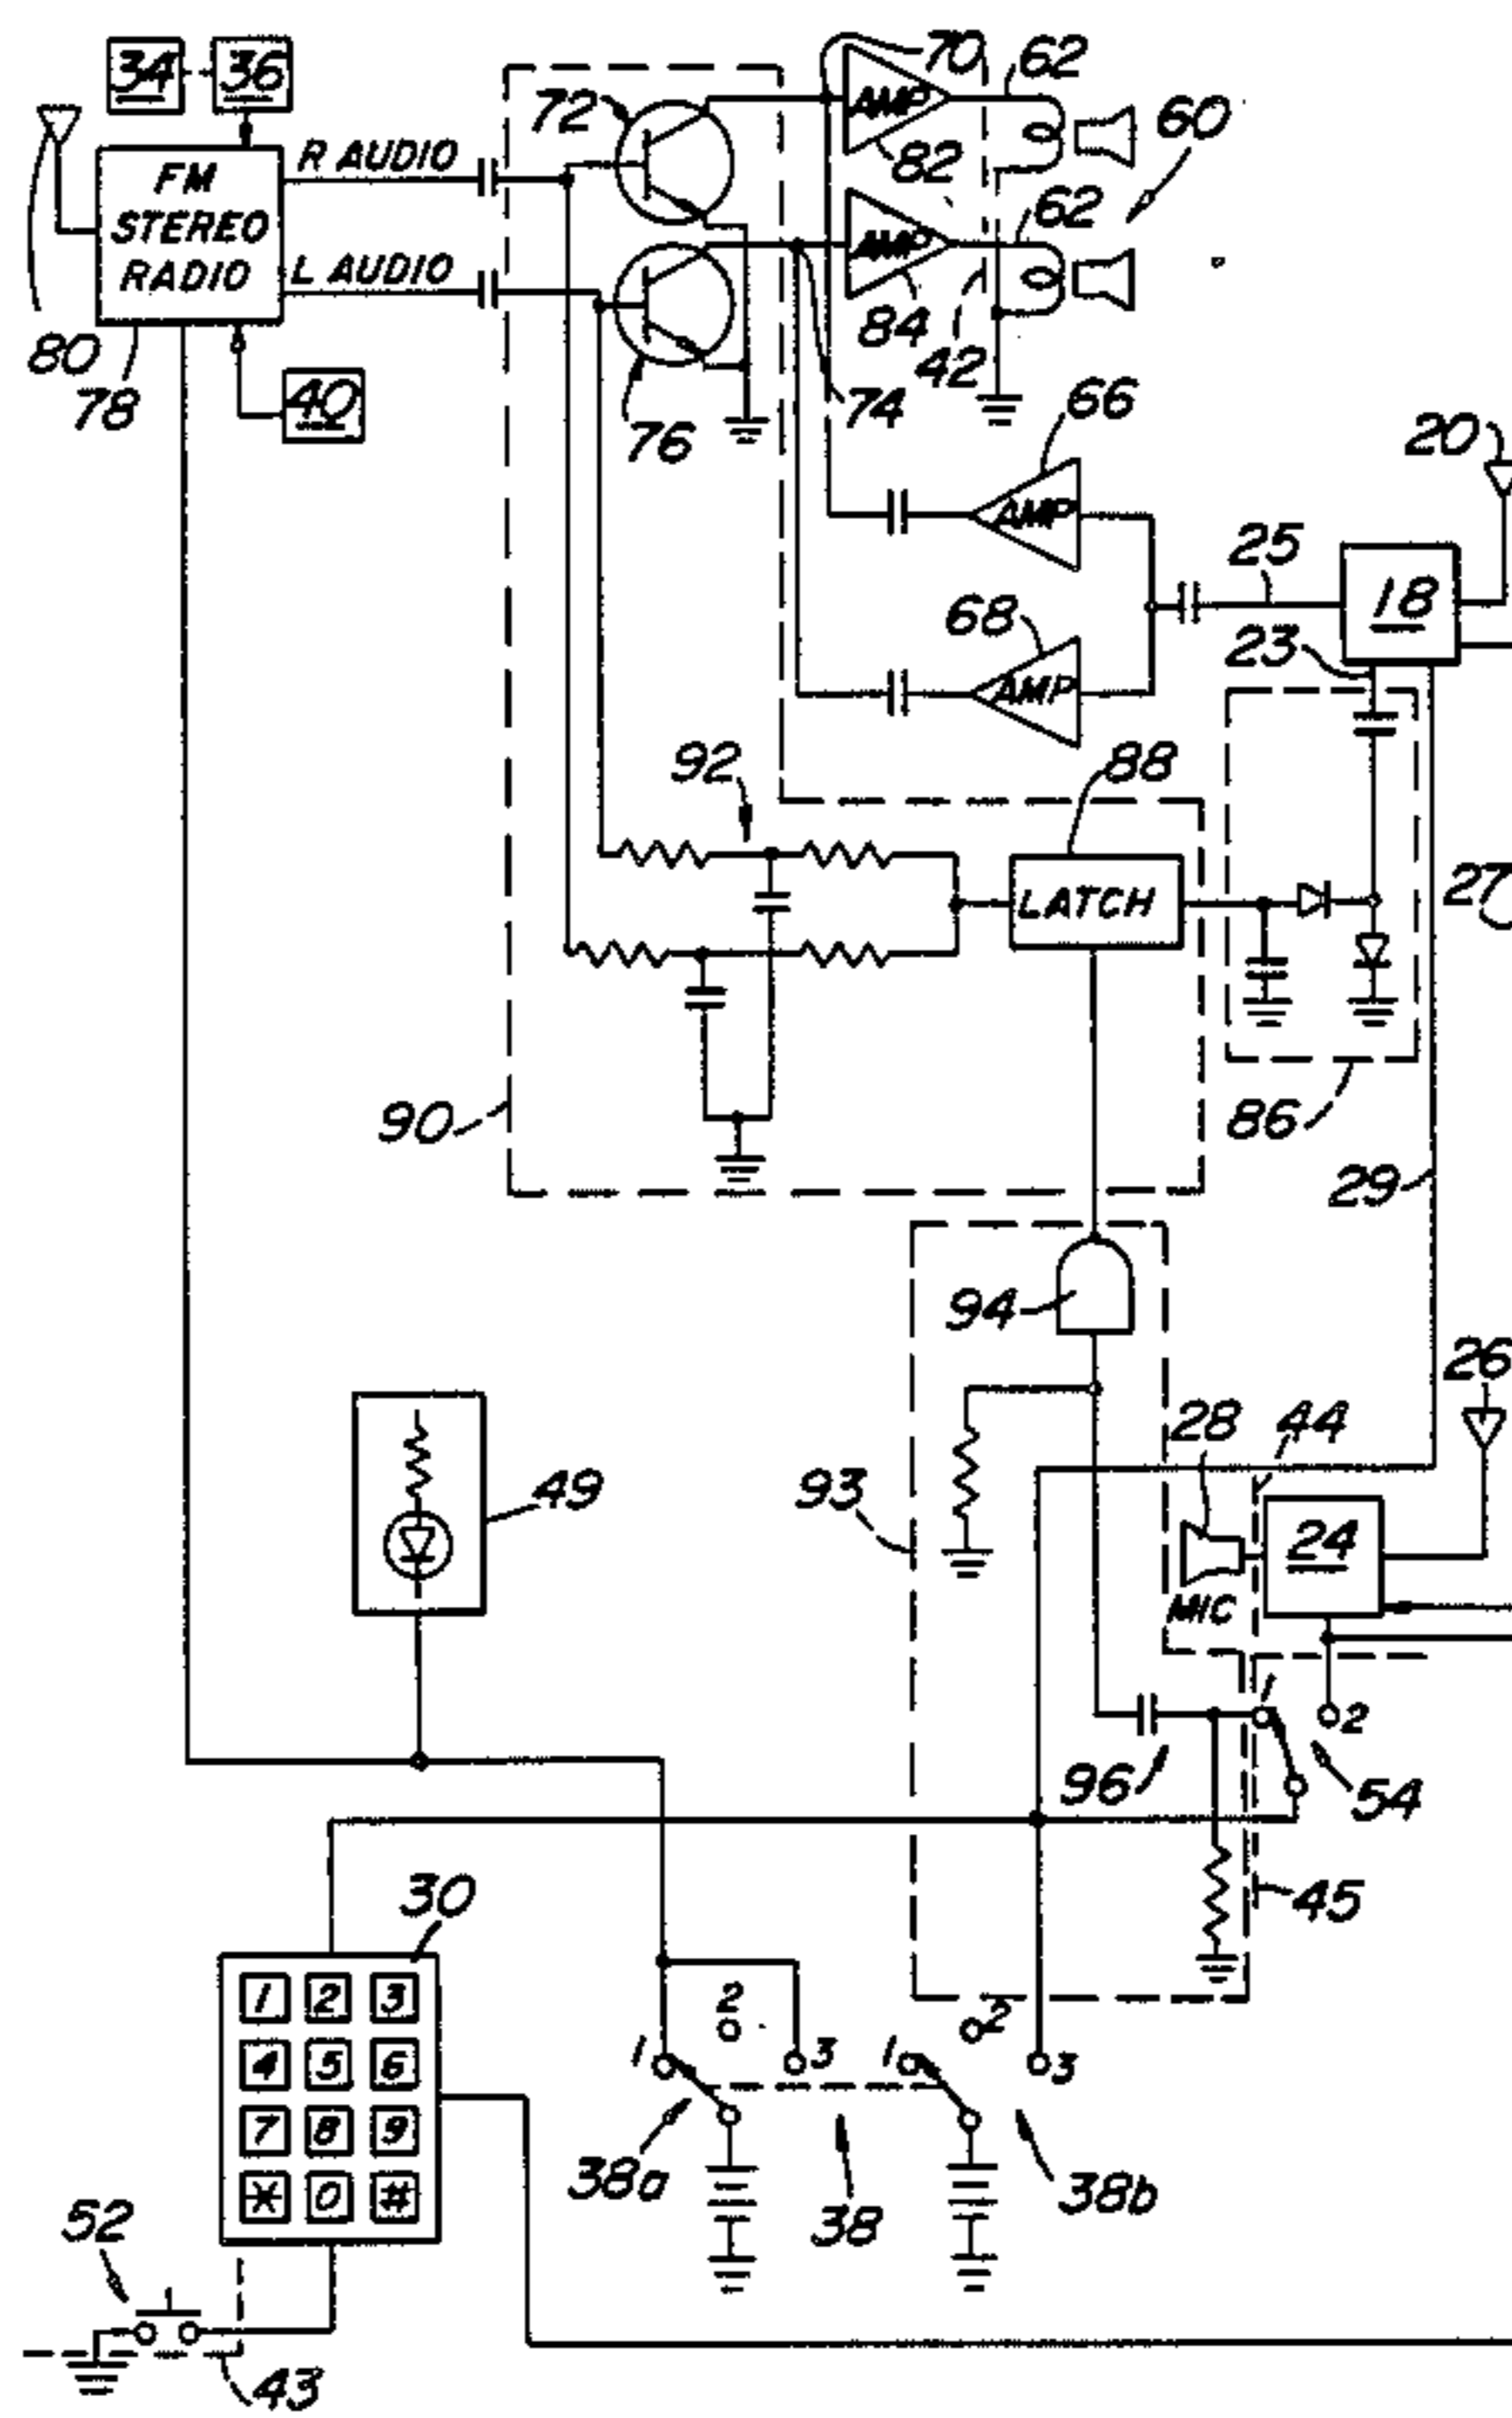 34 36
72 70 62
AMP 60
R AUDIO 82
FM
STEREO
RADIO
62
AMP
L AUDIO
84
80 42
78 40 76 74 66 20
AMP
25 18
68 23
AMP
92 88
27
LATCH
90 86
29
94
26
28 44
49 93
24
MIC
1 2
96 54
30 45
1 2 3
2 2
4 5 6
1 3 1 3
7 8 9
38a 38 38b
* 0 #
52
43